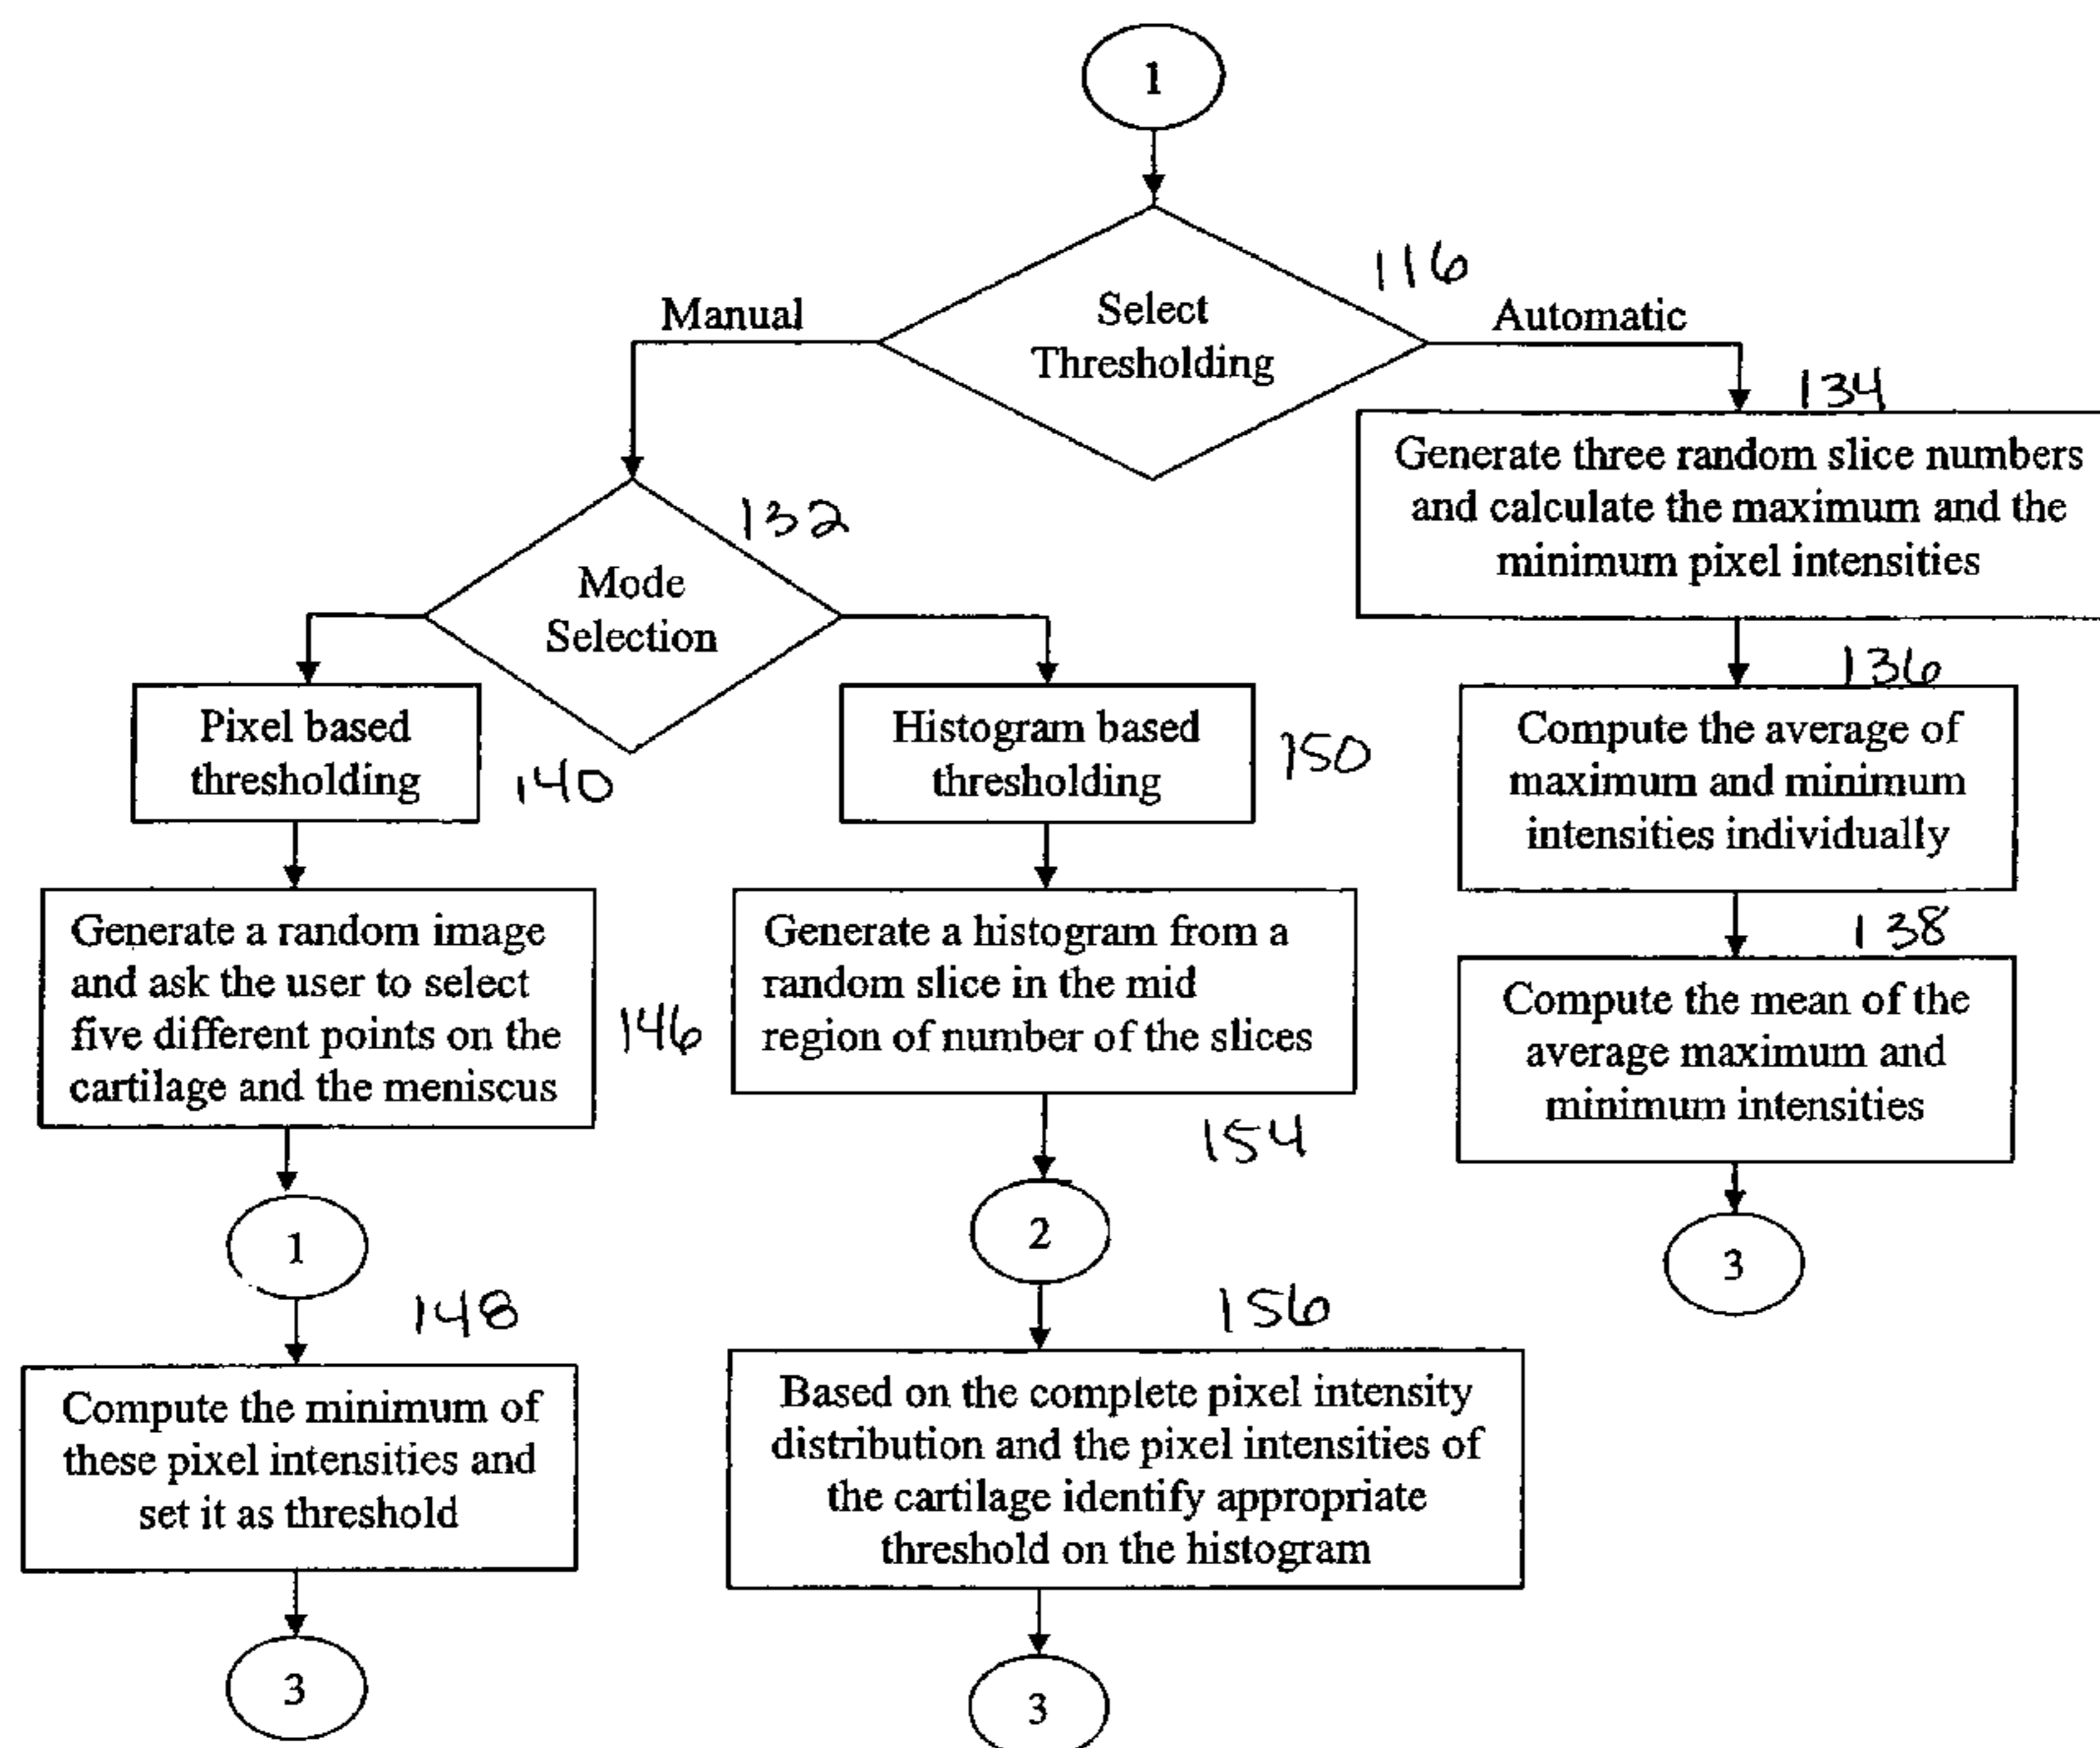 1
116
Select
Thresholding
Manual
Automatic
134
Generate three random slice numbers
and calculate the maximum and the
minimum pixel intensities
132
Mode
Selection
136
Compute the average of
maximum and minimum
intensities individually
Pixel based
thresholding
140
Histogram based
thresholding
150
138
Compute the mean of the
average maximum and
minimum intensities
3
Generate a random image
and ask the user to select
five different points on the
cartilage and the meniscus
146
Generate a histogram from a
random slice in the mid
region of number of the slices
154
1
2
148
Compute the minimum of
these pixel intensities and
set it as threshold
156
Based on the complete pixel intensity
distribution and the pixel intensities of
the cartilage identify appropriate
threshold on the histogram
3
3